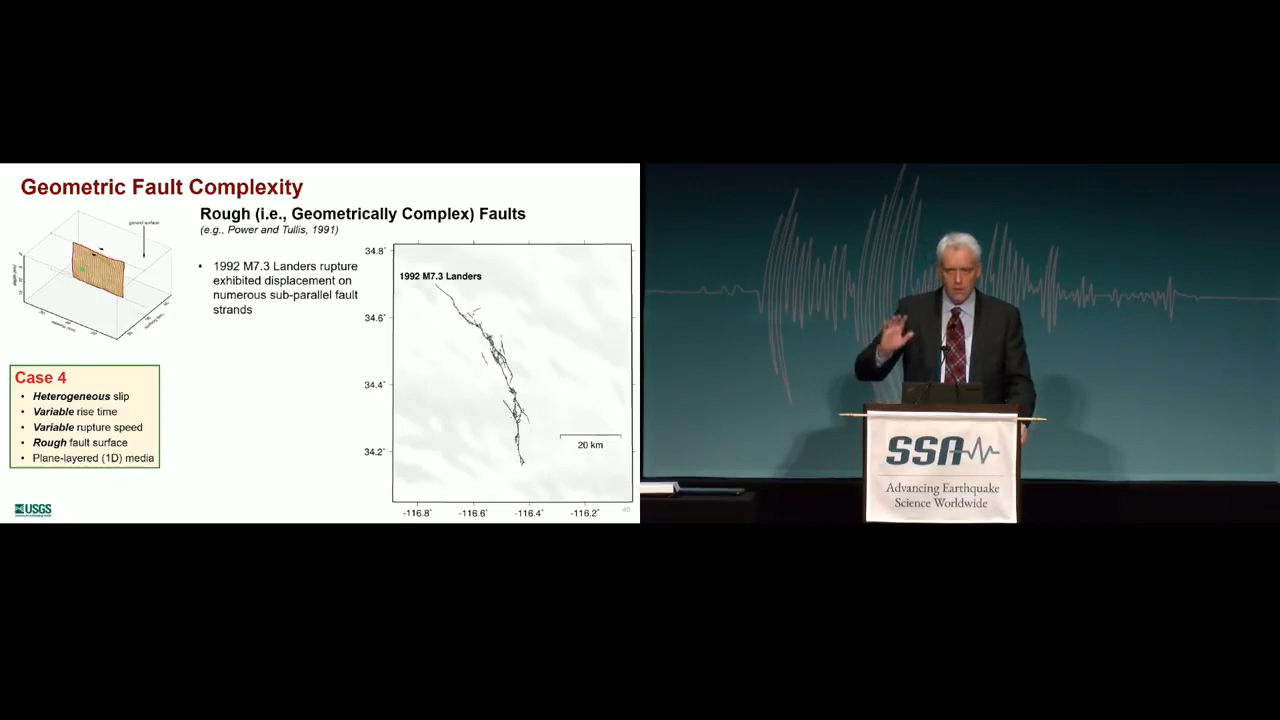 Geometric Fault Complexity
ground surface
Rough (i.e., Geometrically Complex) Faults
(e.g., Power and Tullis, 1991)
• 1992 M7.3 Landers rupture
exhibited displacement on
numerous sub-parallel fault
strands
34.8˚
1992 M7.3 Landers
34.6˚
34.4˚
34.2˚
20 km
-116.8˚
-116.6˚
-116.4˚
-116.2˚
40
Case 4
• Heterogeneous slip
• Variable rise time
• Variable rupture speed
• Rough fault surface
• Plane-layered (1D) media
USGS
SSA
Advancing Earthquake
Science Worldwide